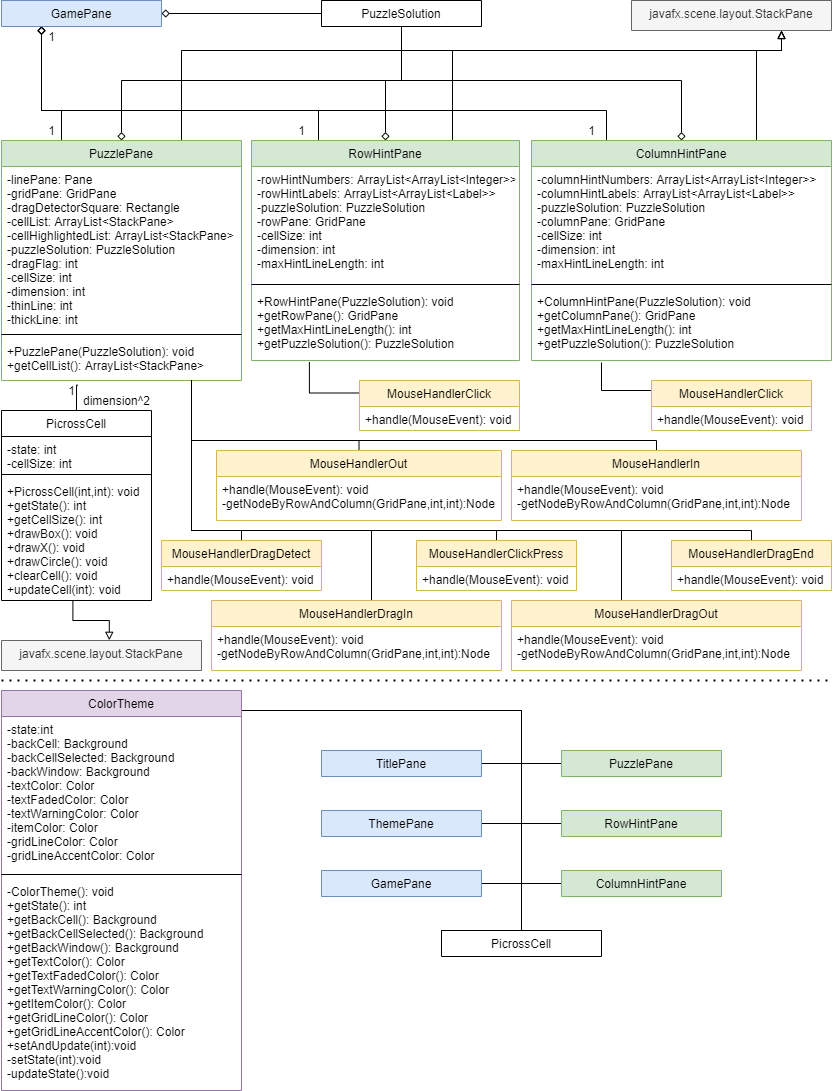 GamePane
PuzzleSolution
javafx.scene.layout.StackPane
1
1
1
1
PuzzlePane
-linePane: Pane
-gridPane: GridPane
-dragDetectorSquare: Rectangle
-cellList: ArrayList<StackPane>
-cellHighlightedList: ArrayList<StackPane>
-puzzleSolution: PuzzleSolution
-dragFlag: int
-cellSize: int
-dimension: int
-thinLine: int
-thickLine: int
+PuzzlePane(PuzzleSolution): void
+getCellList(): ArrayList<StackPane>
RowHintPane
-rowHintNumbers: ArrayList<ArrayList<Integer>>
-rowHintLabels: ArrayList<ArrayList<Label>>
-puzzleSolution: PuzzleSolution
-rowPane: GridPane
-cellSize: int
-dimension: int
-maxHintLineLength: int
+RowHintPane(PuzzleSolution): void
+getRowPane(): GridPane
+getMaxHintLineLength(): int
+getPuzzleSolution(): PuzzleSolution
ColumnHintPane
-columnHintNumbers: ArrayList<ArrayList<Integer>>
-columnHintLabels: ArrayList<ArrayList<Label>>
-puzzleSolution: PuzzleSolution
-columnPane: GridPane
-cellSize: int
-dimension: int
-maxHintLineLength: int
+ColumnHintPane(PuzzleSolution): void
+getColumnPane(): GridPane
+getMaxHintLineLength(): int
+getPuzzleSolution(): PuzzleSolution
1
dimension^2
MouseHandlerClick
+handle(MouseEvent): void
MouseHandlerClick
+handle(MouseEvent): void
PicrossCell
-state: int
-cellSize: int
+PicrossCell(int,int): void
+getState(): int
+getCellSize(): int
+drawBox(): void
+drawX(): void
+drawCircle(): void
+clearCell(): void
+updateCell(int): void
MouseHandlerOut
+handle(MouseEvent): void
-getNodeByRowAndColumn(GridPane,int,int):Node
MouseHandlerIn
+handle(MouseEvent): void
-getNodeByRowAndColumn(GridPane,int,int):Node
MouseHandlerDragDetect
+handle(MouseEvent): void
MouseHandlerClickPress
+handle(MouseEvent): void
MouseHandlerDragEnd
+handle(MouseEvent): void
MouseHandlerDragIn
+handle(MouseEvent): void
-getNodeByRowAndColumn(GridPane,int,int):Node
MouseHandlerDragOut
+handle(MouseEvent): void
-getNodeByRowAndColumn(GridPane,int,int):Node
javafx.scene.layout.StackPane
ColorTheme
-state:int
-backCell: Background
-backCellSelected: Background
-backWindow: Background
-textColor: Color
-textFadedColor: Color
-textWarningColor: Color
-itemColor: Color
-gridLineColor: Color
-gridLineAccentColor: Color
-ColorTheme(): void
+getState(): int
+getBackCell(): Background
+getBackCellSelected(): Background
+getBackWindow(): Background
+getTextColor(): Color
+getTextFadedColor(): Color
+getTextWarningColor(): Color
+getItemColor(): Color
+getGridLineColor(): Color
+getGridLineAccentColor(): Color
+setAndUpdate(int):void
-setState(int):void
-updateState():void
TitlePane
PuzzlePane
ThemePane
RowHintPane
GamePane
ColumnHintPane
PicrossCell